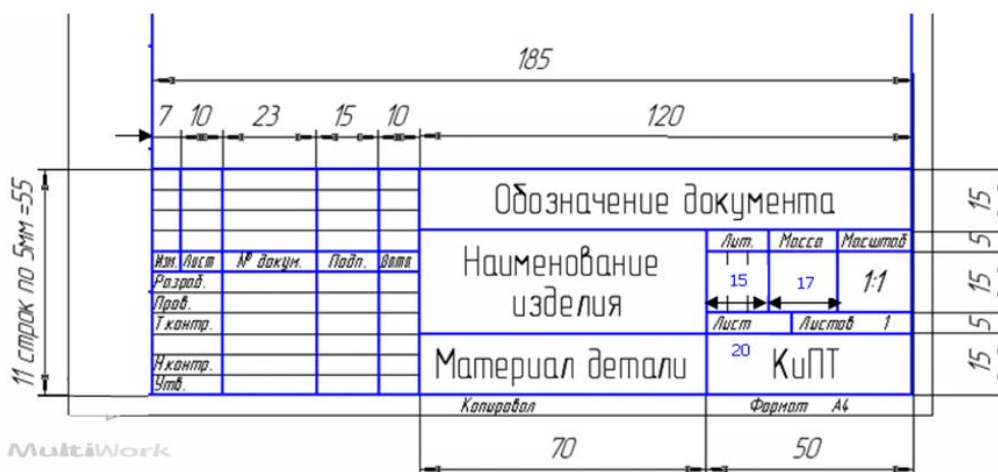 185
7 10 23 15 10 120
11 строк по 5мм =55
Обозначение документа
15
Лит. Масса Масштаб
5
Изм. Лист № докум. Подп. Дата
Наименование
изделия
15 17 1:1
15
Разраб.
Пров.
Т.контр.
Лист Листов 1
5
Н.контр.
Утв.
Материал детали
20
КиПТ
15
Копировал Формат А4
70 50
MultiWork